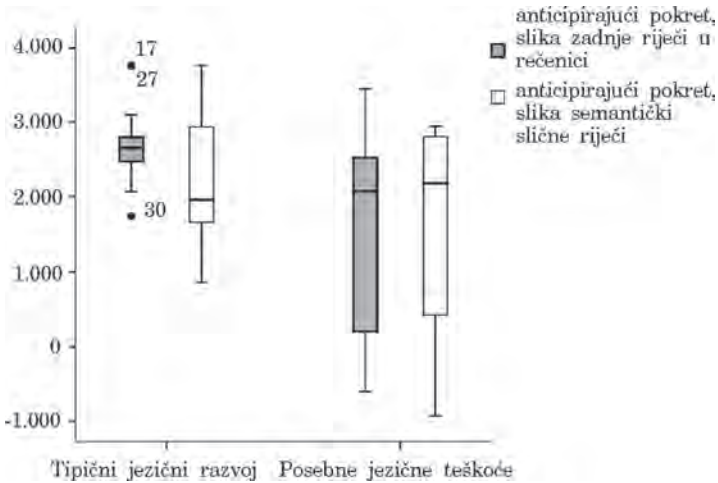 4.000
3.000
2.000
1.000
0
-1.000
17
27
30
Tipični jezični razvoj
Posebne jezične teškoće
anticipirajući pokret,
slika zadnje riječi u
rečenici
anticipirajući pokret,
slika semantički
slične riječi